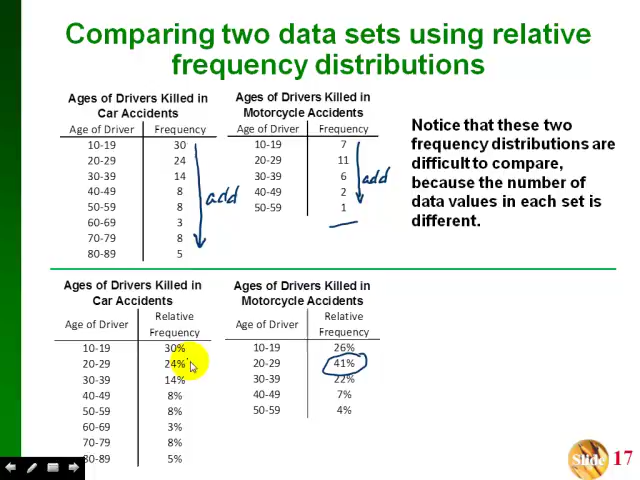 Comparing two data sets using relative
frequency distributions
Ages of Drivers Killed in
Car Accidents
Age of Driver Frequency
10-19 30
20-29 24
30-39 14
40-49 8
50-59 8
60-69 3
70-79 8
80-89 5
add
Ages of Drivers Killed in
Motorcycle Accidents
Age of Driver Frequency
10-19 7
20-29 11
30-39 6
40-49 2
50-59 1
add
Notice that these two
frequency distributions are
difficult to compare,
because the number of
data values in each set is
different.
Ages of Drivers Killed in
Car Accidents
Age of Driver Relative
Frequency
10-19 30%
20-29 24%
30-39 14%
40-49 8%
50-59 8%
60-69 3%
70-79 8%
80-89 5%
Ages of Drivers Killed in
Motorcycle Accidents
Age of Driver Relative
Frequency
10-19 26%
20-29 41%
30-39 22%
40-49 7%
50-59 4%
Slide 17